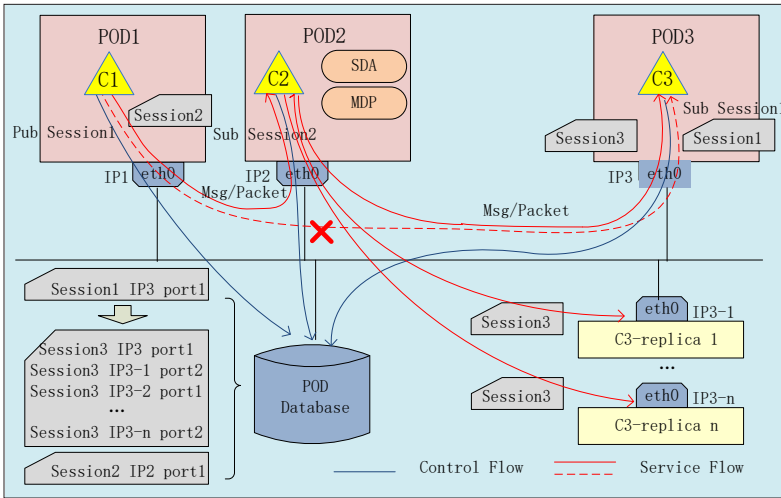 POD1
POD2
POD3
C1
C2
C3
SDA
MDP
Session2
Pub Session1
Sub Session2
Sub Session1
Session3
Session1
IP1
eth0
IP2
eth0
IP3
eth0
Msg/Packet
Msg/Packet
Session1 IP3 port1
Session3 IP3 port1
Session3 IP3-1 port2
Session3 IP3-2 port1
...
Session3 IP3-n port2
Session2 IP2 port1
POD
Database
Session3
eth0
IP3-1
C3-replica 1
...
Session3
eth0
IP3-n
C3-replica n
Control Flow
Service Flow